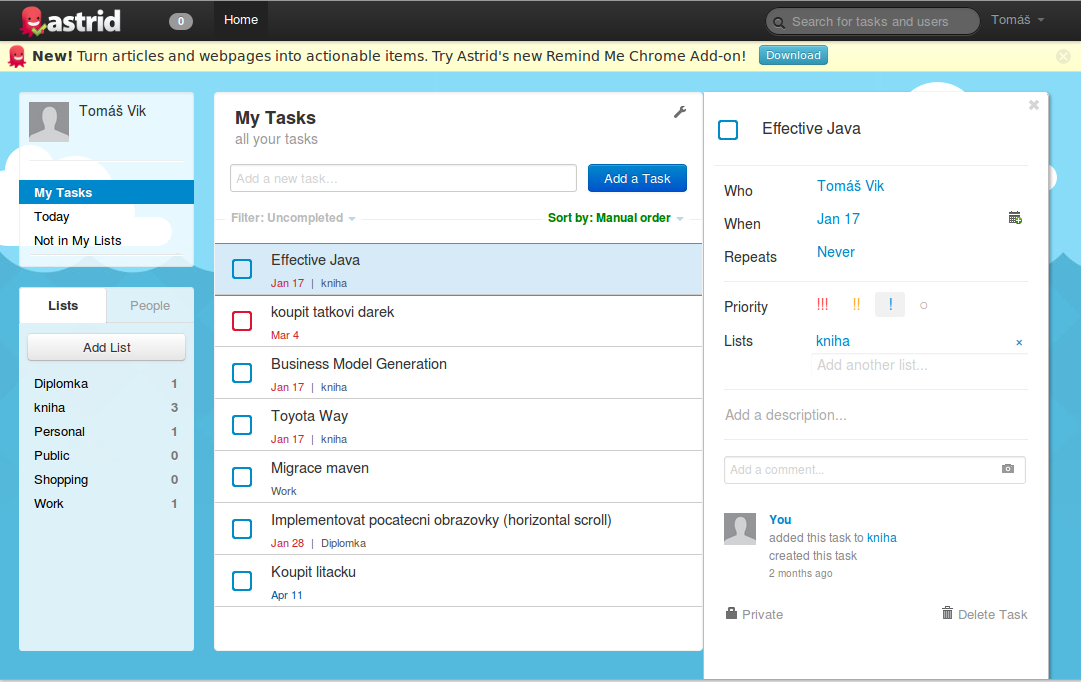 astrid
0
Home
Search for tasks and users
Tomáš
New! Turn articles and webpages into actionable items. Try Astrid's new Remind Me Chrome Add-on!
Download
Tomáš Vik
My Tasks
Today
Not in My Lists
Lists People
Add List
Diplomka 1
kniha 3
Personal 1
Public 0
Shopping 0
Work 1
My Tasks
all your tasks
Add a new task...
Add a Task
Filter: Uncompleted
Sort by: Manual order
Effective Java
Jan 17 | kniha
koupit tatkovi darek
Mar 4
Business Model Generation
Jan 17 | kniha
Toyota Way
Jan 17 | kniha
Migrace maven
Work
Implementovat pocatecni obrazovky (horizontal scroll)
Jan 28 | Diplomka
Koupit litacku
Apr 11
Effective Java
Who Tomáš Vik
When Jan 17
Repeats Never
Priority !!! !! ! ○
Lists kniha ×
Add another list...
Add a description...
Add a comment...
You
added this task to kniha
created this task
2 months ago
Private
Delete Task